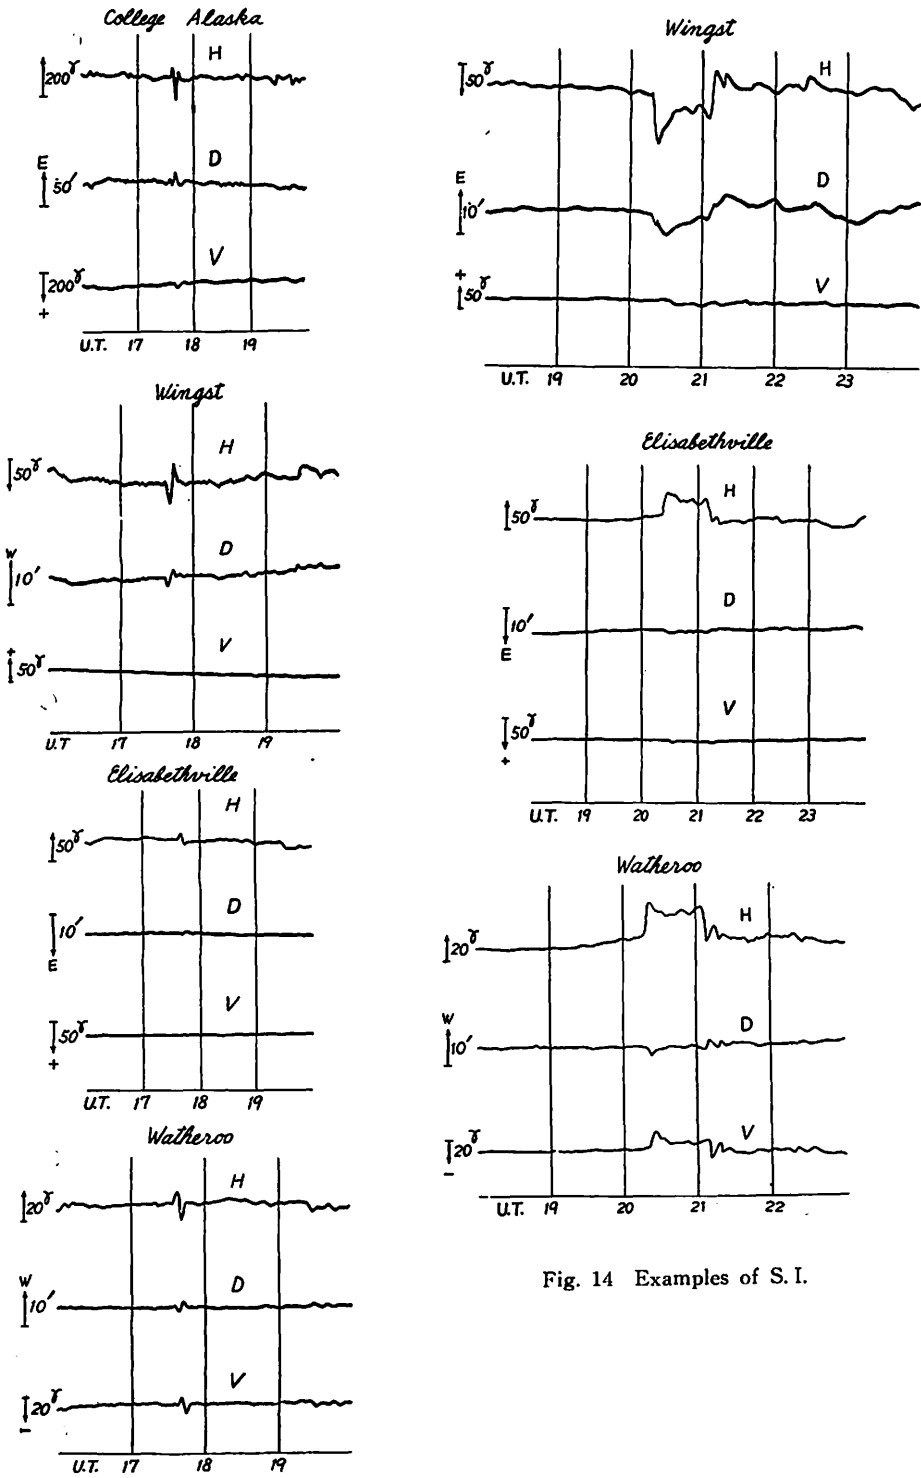 College Alaska
H
200γ
D
E
50′
V
200γ
+
U.T. 17 18 19
Wingst
H
50γ
D
W
10′
V
+
50γ
U.T 17 18 19
Elisabethville
H
50γ
D
10′
E
V
50γ
+
U.T. 17 18 19
Watheroo
H
20γ
W
D
10′
V
20γ
-
U.T. 17 18 19
Wingst
H
50γ
E
D
10′
+
V
50γ
U.T. 19 20 21 22 23
Elisabethville
H
50γ
D
10′
E
V
50γ
+
U.T. 19 20 21 22 23
Watheroo
H
20γ
W
D
10′
V
20γ
-
U.T. 19 20 21 22
Fig. 14 Examples of S. I.